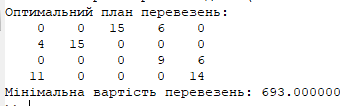 Оптимальний план перевезень:
0 0 15 6 0
4 15 0 0 0
0 0 0 9 6
11 0 0 0 14
Мінімальна вартість перевезень: 693.000000